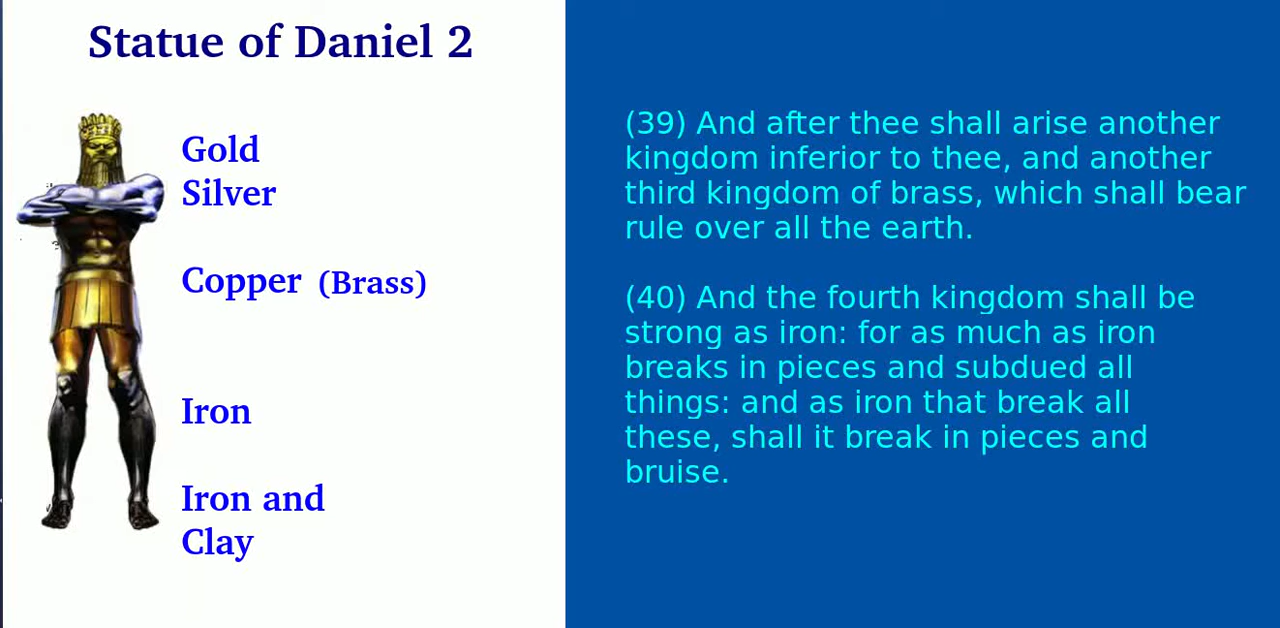 Statue of Daniel 2
Gold
Silver
Copper (Brass)
Iron
Iron and
Clay
(39) And after thee shall arise another
kingdom inferior to thee, and another
third kingdom of brass, which shall bear
rule over all the earth.
(40) And the fourth kingdom shall be
strong as iron: for as much as iron
breaks in pieces and subdued all
things: and as iron that break all
these, shall it break in pieces and
bruise.